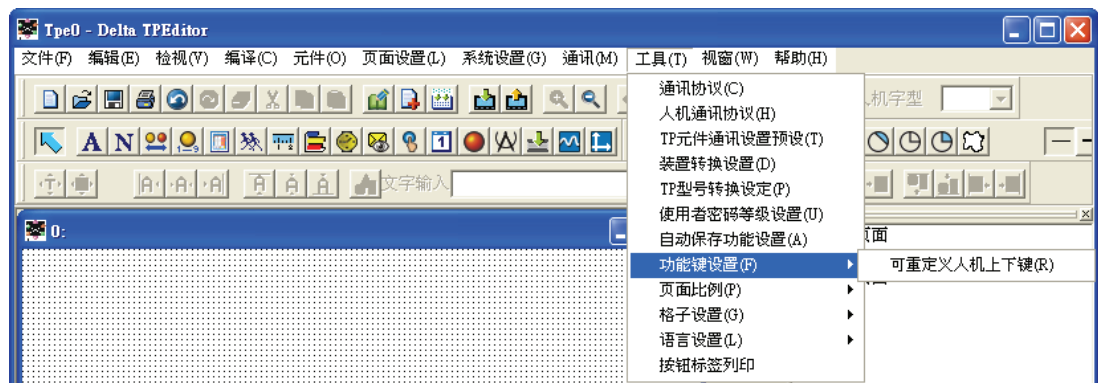 Tpe0 - Delta TPEditor
文件(F) 编辑(E) 检视(V) 编译(C) 元件(O) 页面设置(L) 系统设置(G) 通讯(M) 工具(T) 视窗(W) 帮助(H)
通讯协议(C)
人机字型
人机通讯协议(H)
TP元件通讯设置预设(T)
装置转换设置(D)
文字输入
TP型号转换设定(P)
使用者密码等级设置(U)
0:
自动保存功能设置(A)
页面
功能键设置(F)
可重定义人机上下键(R)
页面比例(P)
格子设置(G)
语言设置(L)
按钮标签列印